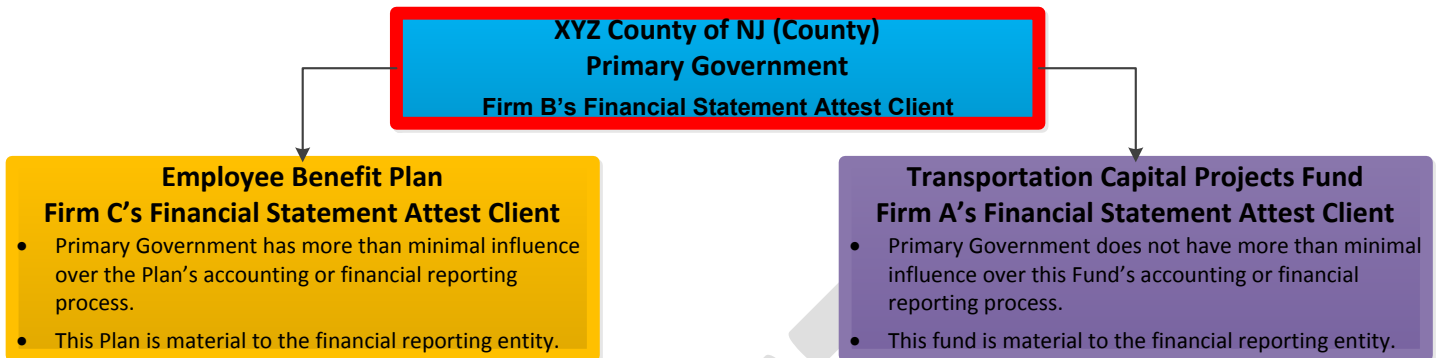 XYZ County of NJ (County)
Primary Government
Firm B's Financial Statement Attest Client
Employee Benefit Plan
Firm C's Financial Statement Attest Client
• Primary Government has more than minimal influence
over the Plan's accounting or financial reporting
process.
• This Plan is material to the financial reporting entity.
Transportation Capital Projects Fund
Firm A's Financial Statement Attest Client
• Primary Government does not have more than minimal
influence over this Fund's accounting or financial
reporting process.
• This fund is material to the financial reporting entity.